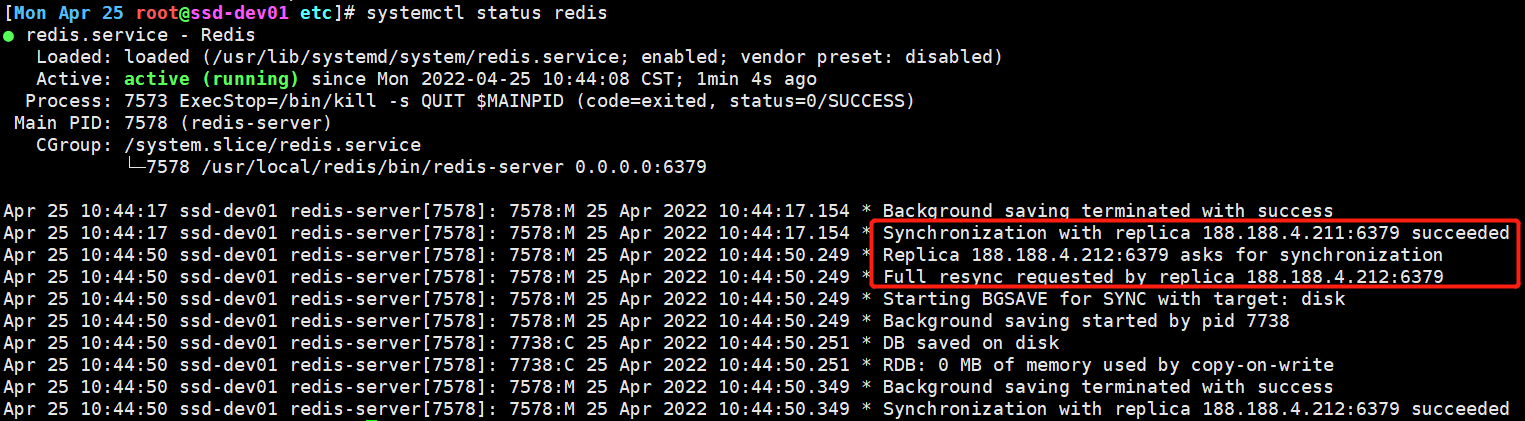 [Mon Apr 25 root@ssd-dev01 etc]# systemctl status redis
● redis.service - Redis
Loaded: loaded (/usr/lib/systemd/system/redis.service; enabled; vendor preset: disabled)
Active: active (running) since Mon 2022-04-25 10:44:08 CST; 1min 4s ago
Process: 7573 ExecStop=/bin/kill -s QUIT $MAINPID (code=exited, status=0/SUCCESS)
Main PID: 7578 (redis-server)
CGroup: /system.slice/redis.service
└─7578 /usr/local/redis/bin/redis-server 0.0.0.0:6379
Apr 25 10:44:17 ssd-dev01 redis-server[7578]: 7578:M 25 Apr 2022 10:44:17.154 * Background saving terminated with success
Apr 25 10:44:17 ssd-dev01 redis-server[7578]: 7578:M 25 Apr 2022 10:44:17.154 * Synchronization with replica 188.188.4.211:6379 succeeded
Apr 25 10:44:50 ssd-dev01 redis-server[7578]: 7578:M 25 Apr 2022 10:44:50.249 * Replica 188.188.4.212:6379 asks for synchronization
Apr 25 10:44:50 ssd-dev01 redis-server[7578]: 7578:M 25 Apr 2022 10:44:50.249 * Full resync requested by replica 188.188.4.212:6379
Apr 25 10:44:50 ssd-dev01 redis-server[7578]: 7578:M 25 Apr 2022 10:44:50.249 * Starting BGSAVE for SYNC with target: disk
Apr 25 10:44:50 ssd-dev01 redis-server[7578]: 7578:M 25 Apr 2022 10:44:50.249 * Background saving started by pid 7738
Apr 25 10:44:50 ssd-dev01 redis-server[7578]: 7738:C 25 Apr 2022 10:44:50.251 * DB saved on disk
Apr 25 10:44:50 ssd-dev01 redis-server[7578]: 7738:C 25 Apr 2022 10:44:50.251 * RDB: 0 MB of memory used by copy-on-write
Apr 25 10:44:50 ssd-dev01 redis-server[7578]: 7578:M 25 Apr 2022 10:44:50.349 * Background saving terminated with success
Apr 25 10:44:50 ssd-dev01 redis-server[7578]: 7578:M 25 Apr 2022 10:44:50.349 * Synchronization with replica 188.188.4.212:6379 succeeded